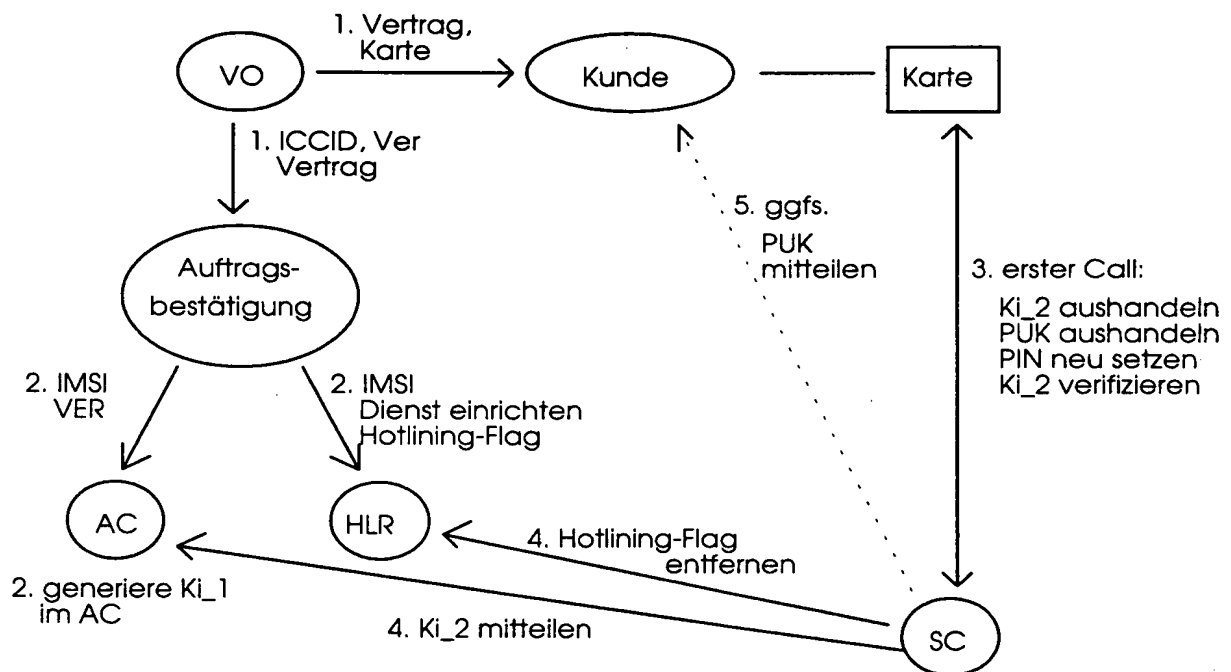 1. Vertrag,
Karte
VO
Kunde
Karte
1. ICCID, Ver
Vertrag
5. ggfs.
PUK
mitteilen
Auftrags-
bestätigung
3. erster Call:
Ki_2 aushandeln
PUK aushandeln
PIN neu setzen
Ki_2 verifizieren
2. IMSI
VER
2. IMSI
Dienst einrichten
Hotlining-Flag
AC
HLR
4. Hotlining-Flag
entfernen
2. generiere Ki_1
im AC
4. Ki_2 mitteilen
SC